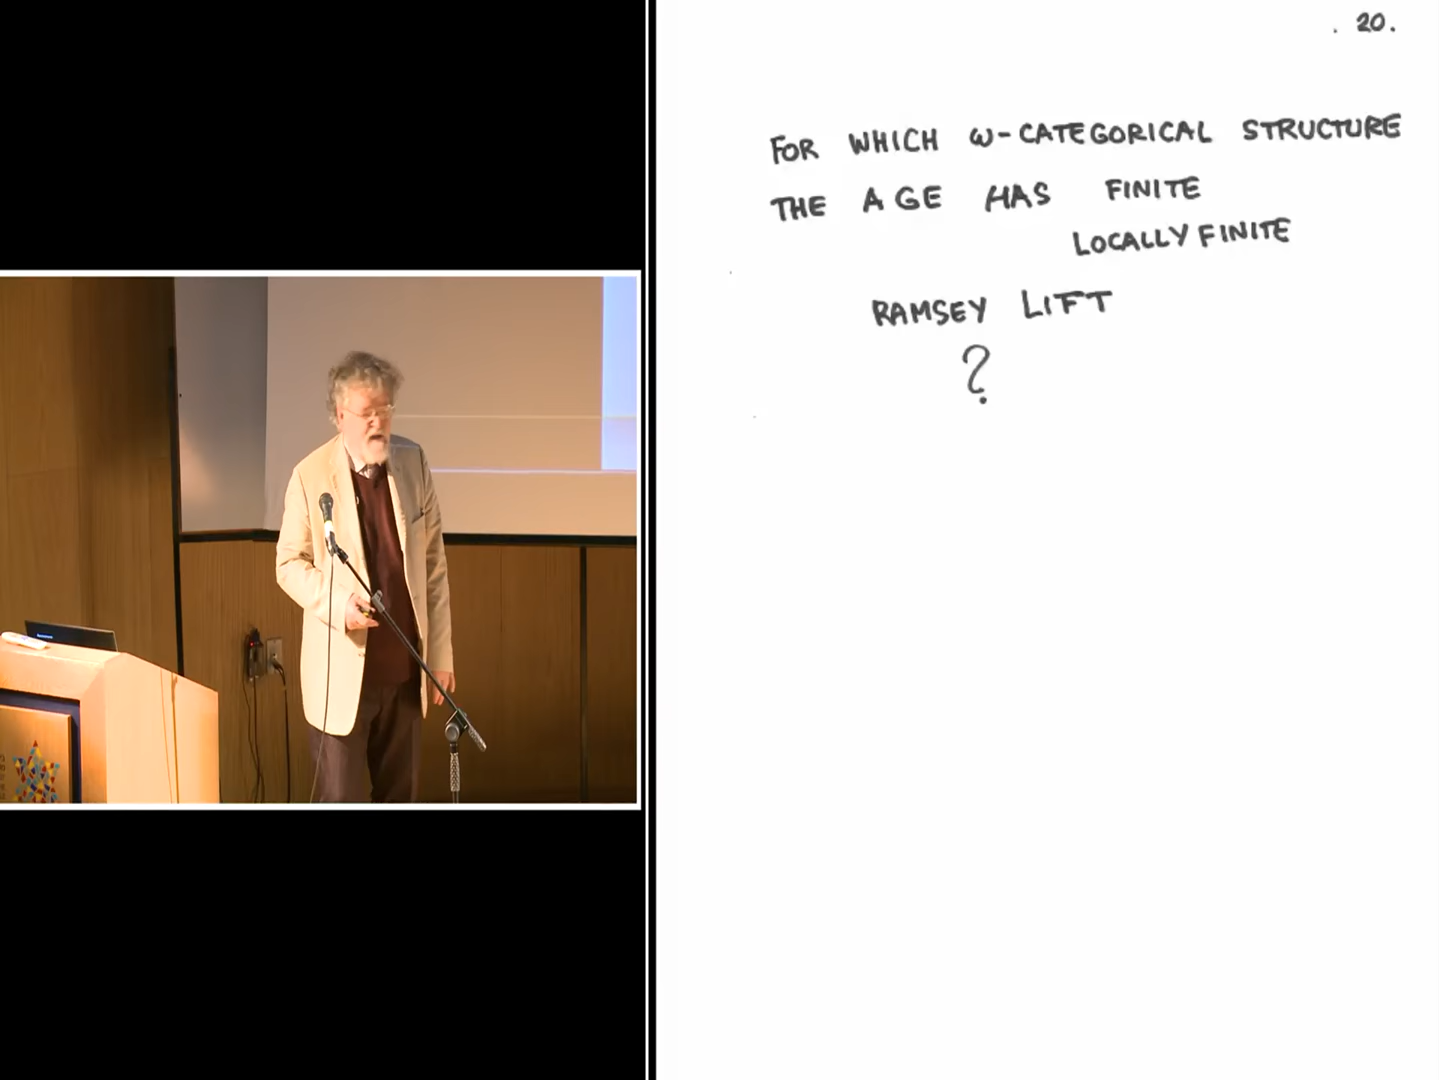 . 20.
FOR WHICH ω-CATEGORICAL STRUCTURE
THE AGE HAS FINITE
LOCALLY FINITE
RAMSEY LIFT
?